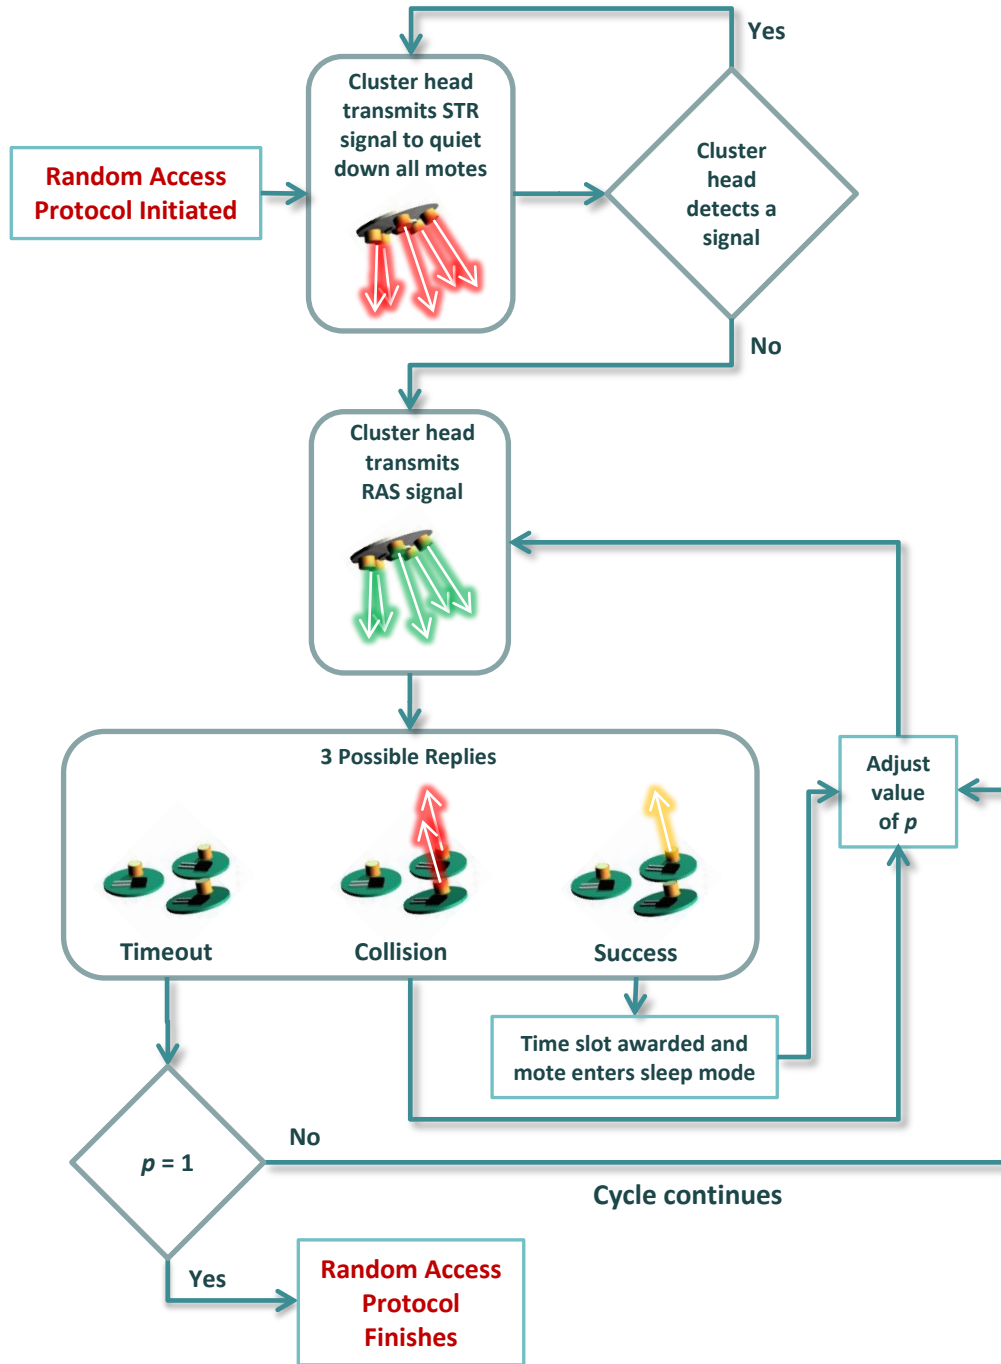 Yes
Cluster head
transmits STR
signal to quiet
down all motes
Random Access
Protocol Initiated
Cluster
head
detects a
signal
No
Cluster head
transmits
RAS signal
3 Possible Replies
Timeout
Collision
Success
Adjust
value
of p
Time slot awarded and
mote enters sleep mode
p = 1
No
Cycle continues
Yes
Random Access
Protocol
Finishes